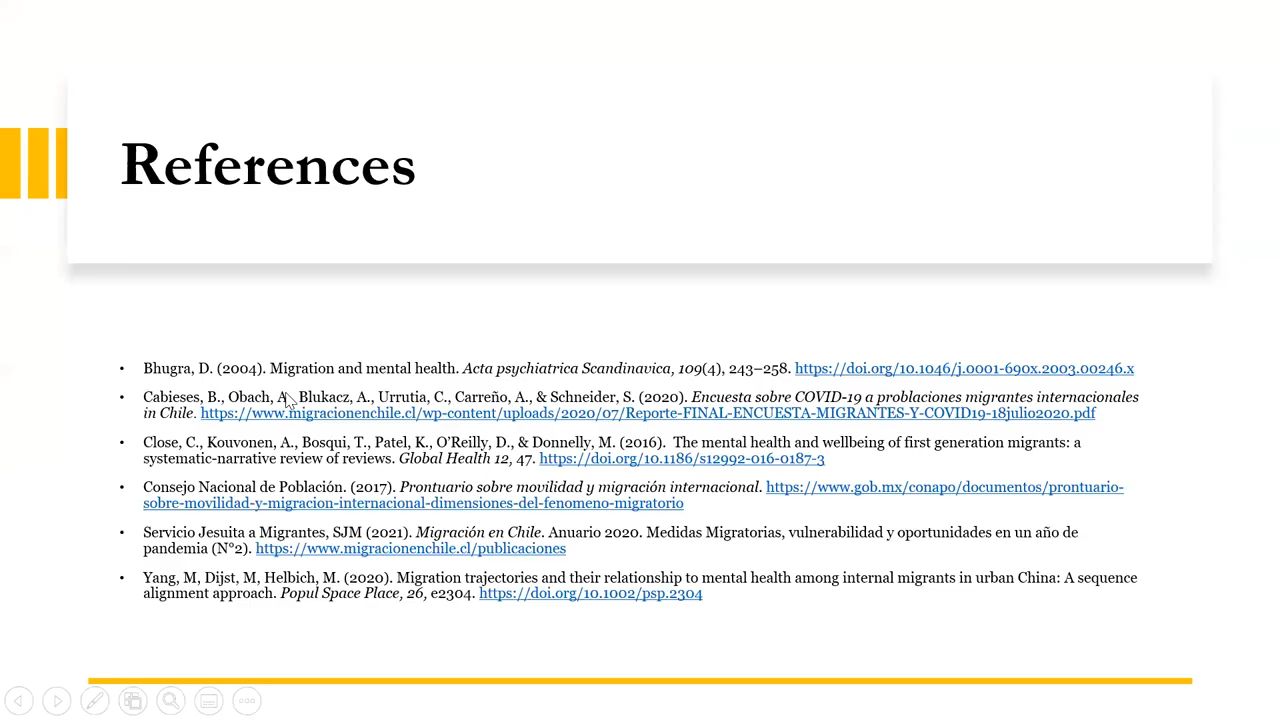 References
• Bhugra, D. (2004). Migration and mental health. Acta psychiatrica Scandinavica, 109(4), 243–258. https://doi.org/10.1046/j.0001-690x.2003.00246.x
• Cabieses, B., Obach, A., Blukacz, A., Urrutia, C., Carreño, A., & Schneider, S. (2020). Encuesta sobre COVID-19 a problaciones migrantes internacionales
in Chile. https://www.migracionenchile.cl/wp-content/uploads/2020/07/Reporte-FINAL-ENCUESTA-MIGRANTES-Y-COVID19-18julio2020.pdf
• Close, C., Kouvonen, A., Bosqui, T., Patel, K., O’Reilly, D., & Donnelly, M. (2016). The mental health and wellbeing of first generation migrants: a
systematic-narrative review of reviews. Global Health 12, 47. https://doi.org/10.1186/s12992-016-0187-3
• Consejo Nacional de Población. (2017). Prontuario sobre movilidad y migración internacional. https://www.gob.mx/conapo/documentos/prontuario-
sobre-movilidad-y-migracion-internacional-dimensiones-del-fenomeno-migratorio
• Servicio Jesuita a Migrantes, SJM (2021). Migración en Chile. Anuario 2020. Medidas Migratorias, vulnerabilidad y oportunidades en un año de
pandemia (N°2). https://www.migracionenchile.cl/publicaciones
• Yang, M, Dijst, M, Helbich, M. (2020). Migration trajectories and their relationship to mental health among internal migrants in urban China: A sequence
alignment approach. Popul Space Place, 26, e2304. https://doi.org/10.1002/psp.2304